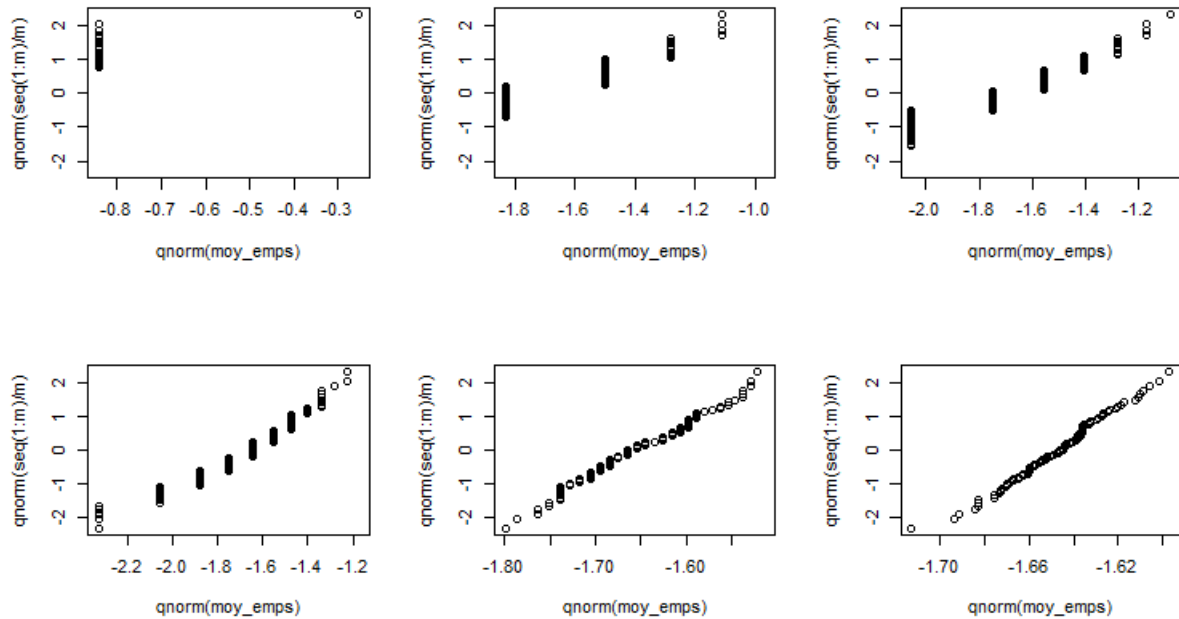 qnorm(seq(1:m)/m)
2
1
0
-1
-2
-0.8 -0.7 -0.6 -0.5 -0.4 -0.3
qnorm(moy_emps)
qnorm(seq(1:m)/m)
2
1
0
-1
-2
-1.8 -1.6 -1.4 -1.2 -1.0
qnorm(moy_emps)
qnorm(seq(1:m)/m)
2
1
0
-1
-2
-2.0 -1.8 -1.6 -1.4 -1.2
qnorm(moy_emps)
qnorm(seq(1:m)/m)
2
1
0
-1
-2
-2.2 -2.0 -1.8 -1.6 -1.4 -1.2
qnorm(moy_emps)
qnorm(seq(1:m)/m)
2
1
0
-1
-2
-1.80 -1.70 -1.60
qnorm(moy_emps)
qnorm(seq(1:m)/m)
2
1
0
-1
-2
-1.70 -1.66 -1.62
qnorm(moy_emps)